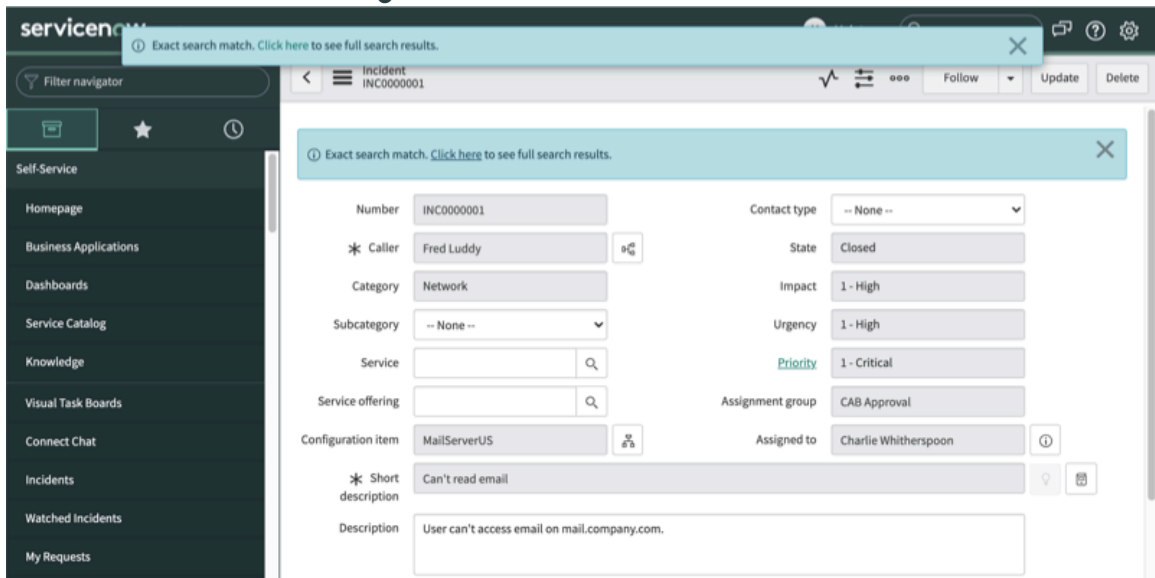 servicenow
Exact search match. Click here to see full search results.
Filter navigator
Incident
INC0000001
Follow
Update
Delete
Self-Service
Homepage
Business Applications
Dashboards
Service Catalog
Knowledge
Visual Task Boards
Connect Chat
Incidents
Watched Incidents
My Requests
Exact search match. Click here to see full search results.
Number INC0000001
Contact type -- None --
Caller Fred Luddy
State Closed
Category Network
Impact 1 - High
Subcategory -- None --
Urgency 1 - High
Service
Priority 1 - Critical
Service offering
Assignment group CAB Approval
Configuration item MailServerUS
Assigned to Charlie Whitherspoon
Short
description
Can't read email
Description User can't access email on mail.company.com.